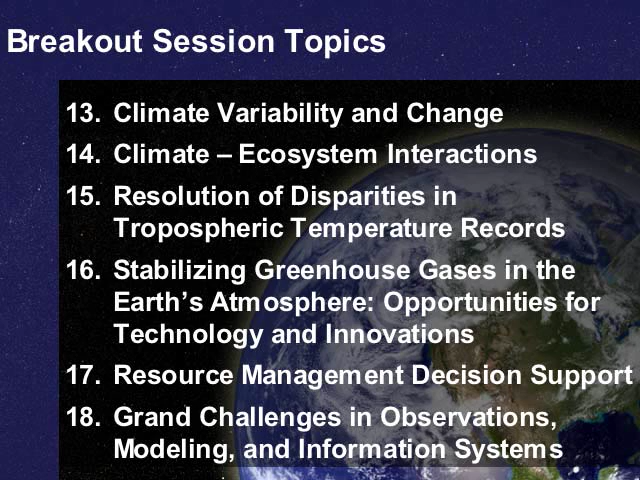 Breakout Session Topics
13. Climate Variability and Change
14. Climate – Ecosystem Interactions
15. Resolution of Disparities in
Tropospheric Temperature Records
16. Stabilizing Greenhouse Gases in the
Earth’s Atmosphere: Opportunities for
Technology and Innovations
17. Resource Management Decision Support
18. Grand Challenges in Observations,
Modeling, and Information Systems